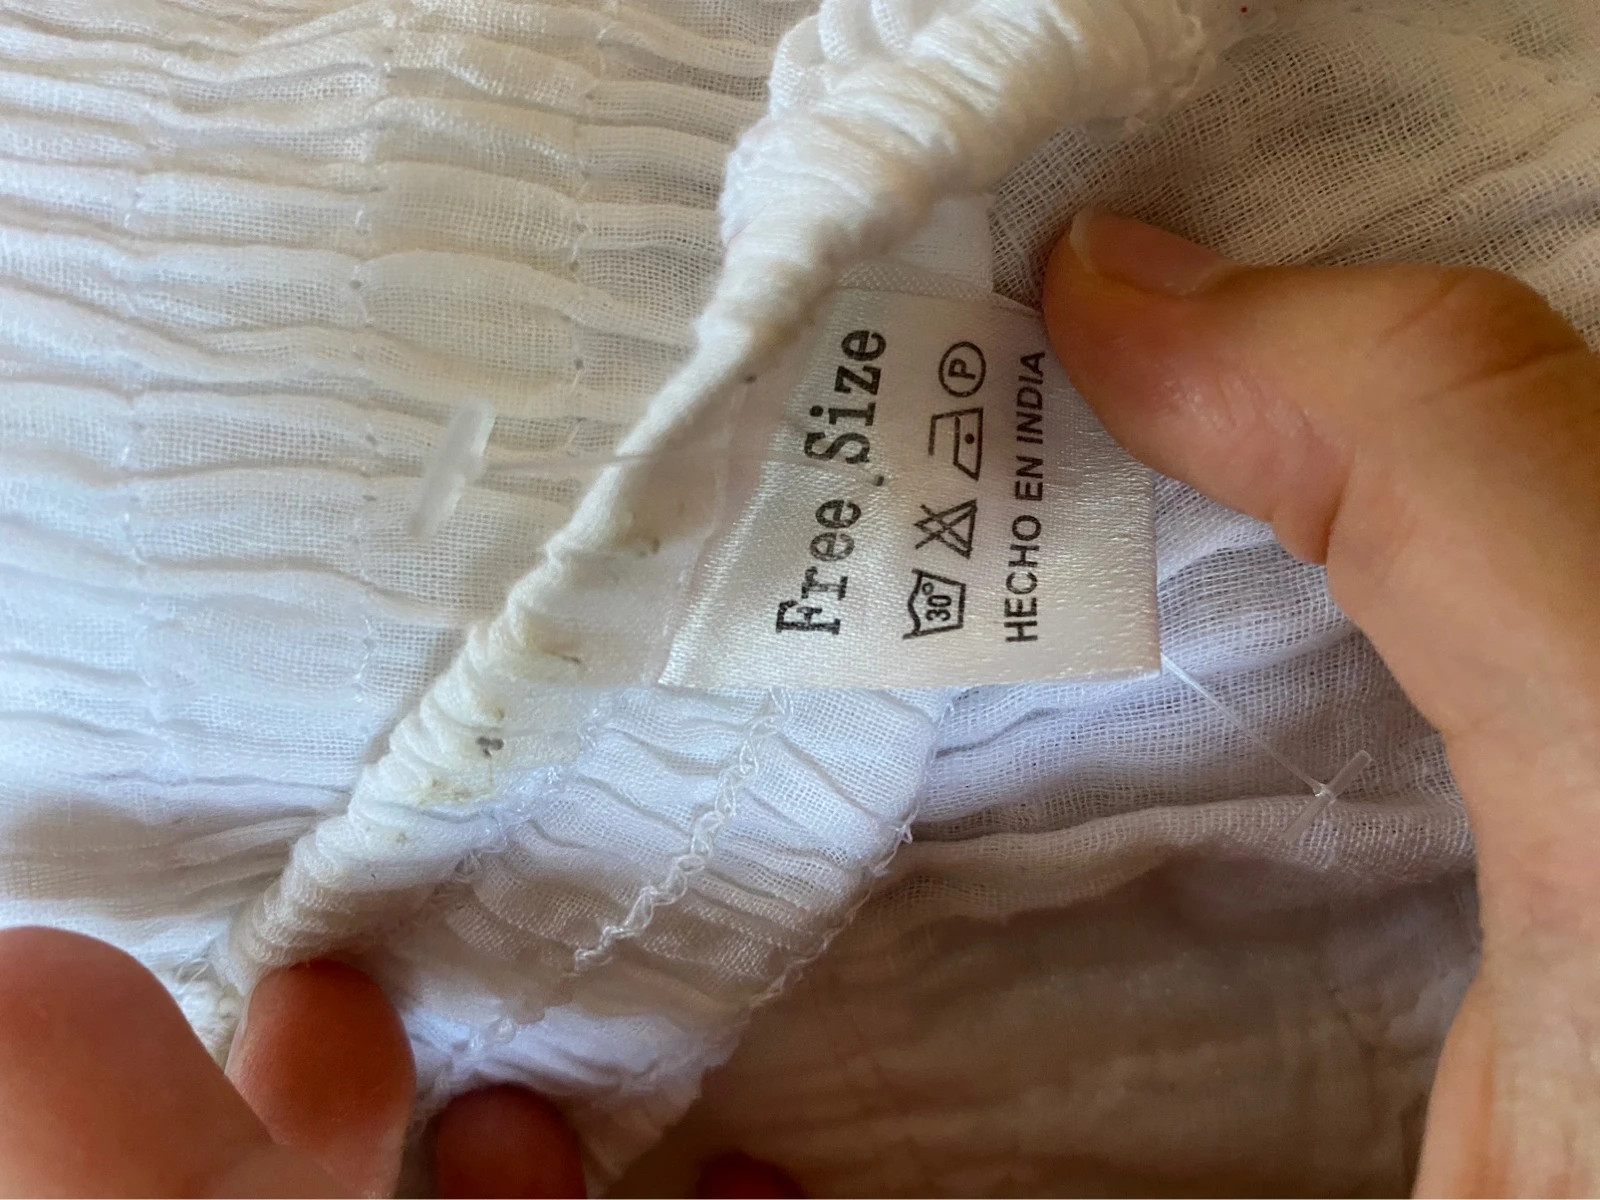 Free Size
30° P
HECHO EN INDIA